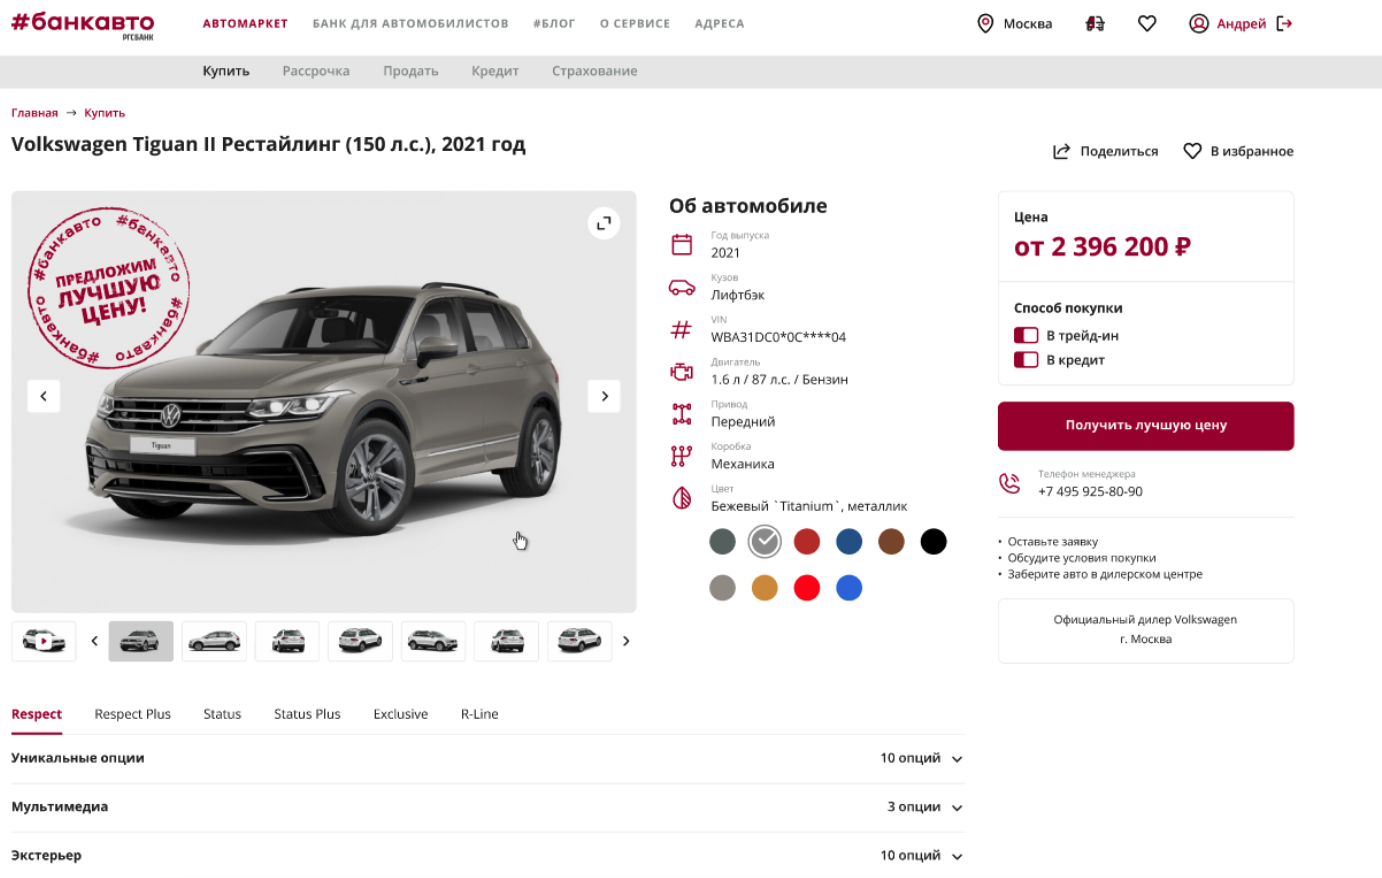 #банкавто
РГСБАНК
АВТОМАРКЕТ
БАНК ДЛЯ АВТОМОБИЛИСТОВ
#БЛОГ
О СЕРВИСЕ
АДРЕСА
Москва
Андрей
Купить
Рассрочка
Продать
Кредит
Страхование
Главная → Купить
Volkswagen Tiguan II Рестайлинг (150 л.с.), 2021 год
Поделиться
В избранное
#банкавто #банкавто #банкавто #банкавто
ПРЕДЛОЖИМ
ЛУЧШУЮ
ЦЕНУ!
Tiguan
Об автомобиле
Год выпуска
2021
Кузов
Лифтбэк
VIN
WBA31DC0*0C****04
Двигатель
1.6 л / 87 л.с. / Бензин
Привод
Передний
Коробка
Механика
Цвет
Бежевый `Titanium`, металлик
Цена
от 2 396 200 ₽
Способ покупки
В трейд-ин
В кредит
Получить лучшую цену
Телефон менеджера
+7 495 925-80-90
• Оставьте заявку
• Обсудите условия покупки
• Заберите авто в дилерском центре
Официальный дилер Volkswagen
г. Москва
Respect
Respect Plus
Status
Status Plus
Exclusive
R-Line
Уникальные опции
10 опций
Мультимедиа
3 опции
Экстерьер
10 опций